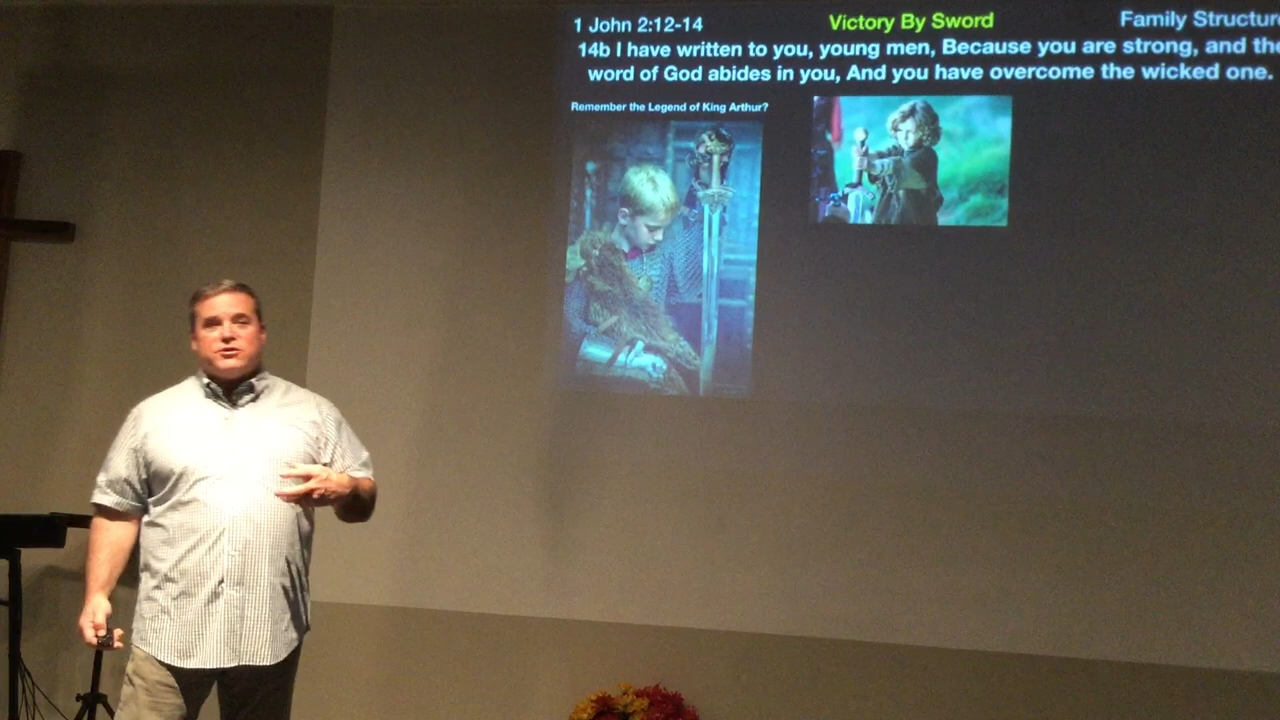 1 John 2:12-14 Victory By Sword Family Structur
14b I have written to you, young men, Because you are strong, and the
word of God abides in you, And you have overcome the wicked one.
Remember the Legend of King Arthur?